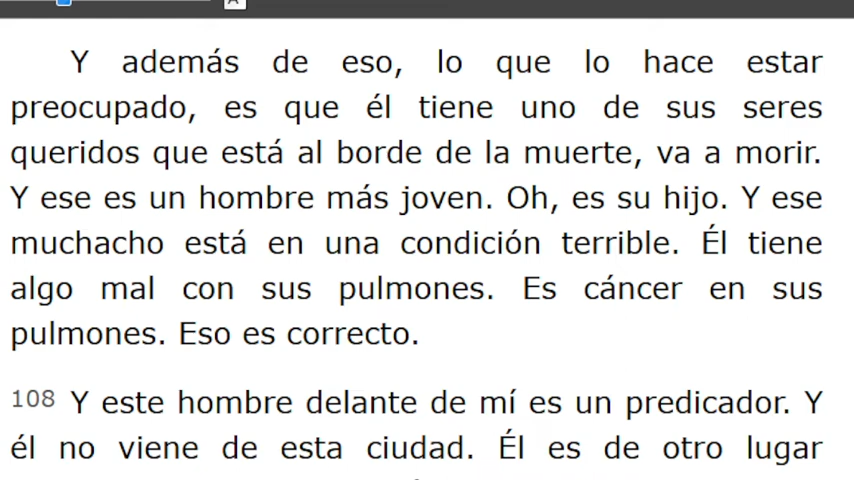 Y además de eso, lo que lo hace estar
preocupado, es que él tiene uno de sus seres
queridos que está al borde de la muerte, va a morir.
Y ese es un hombre más joven. Oh, es su hijo. Y ese
muchacho está en una condición terrible. Él tiene
algo mal con sus pulmones. Es cáncer en sus
pulmones. Eso es correcto.
108 Y este hombre delante de mí es un predicador. Y
él no viene de esta ciudad. Él es de otro lugar